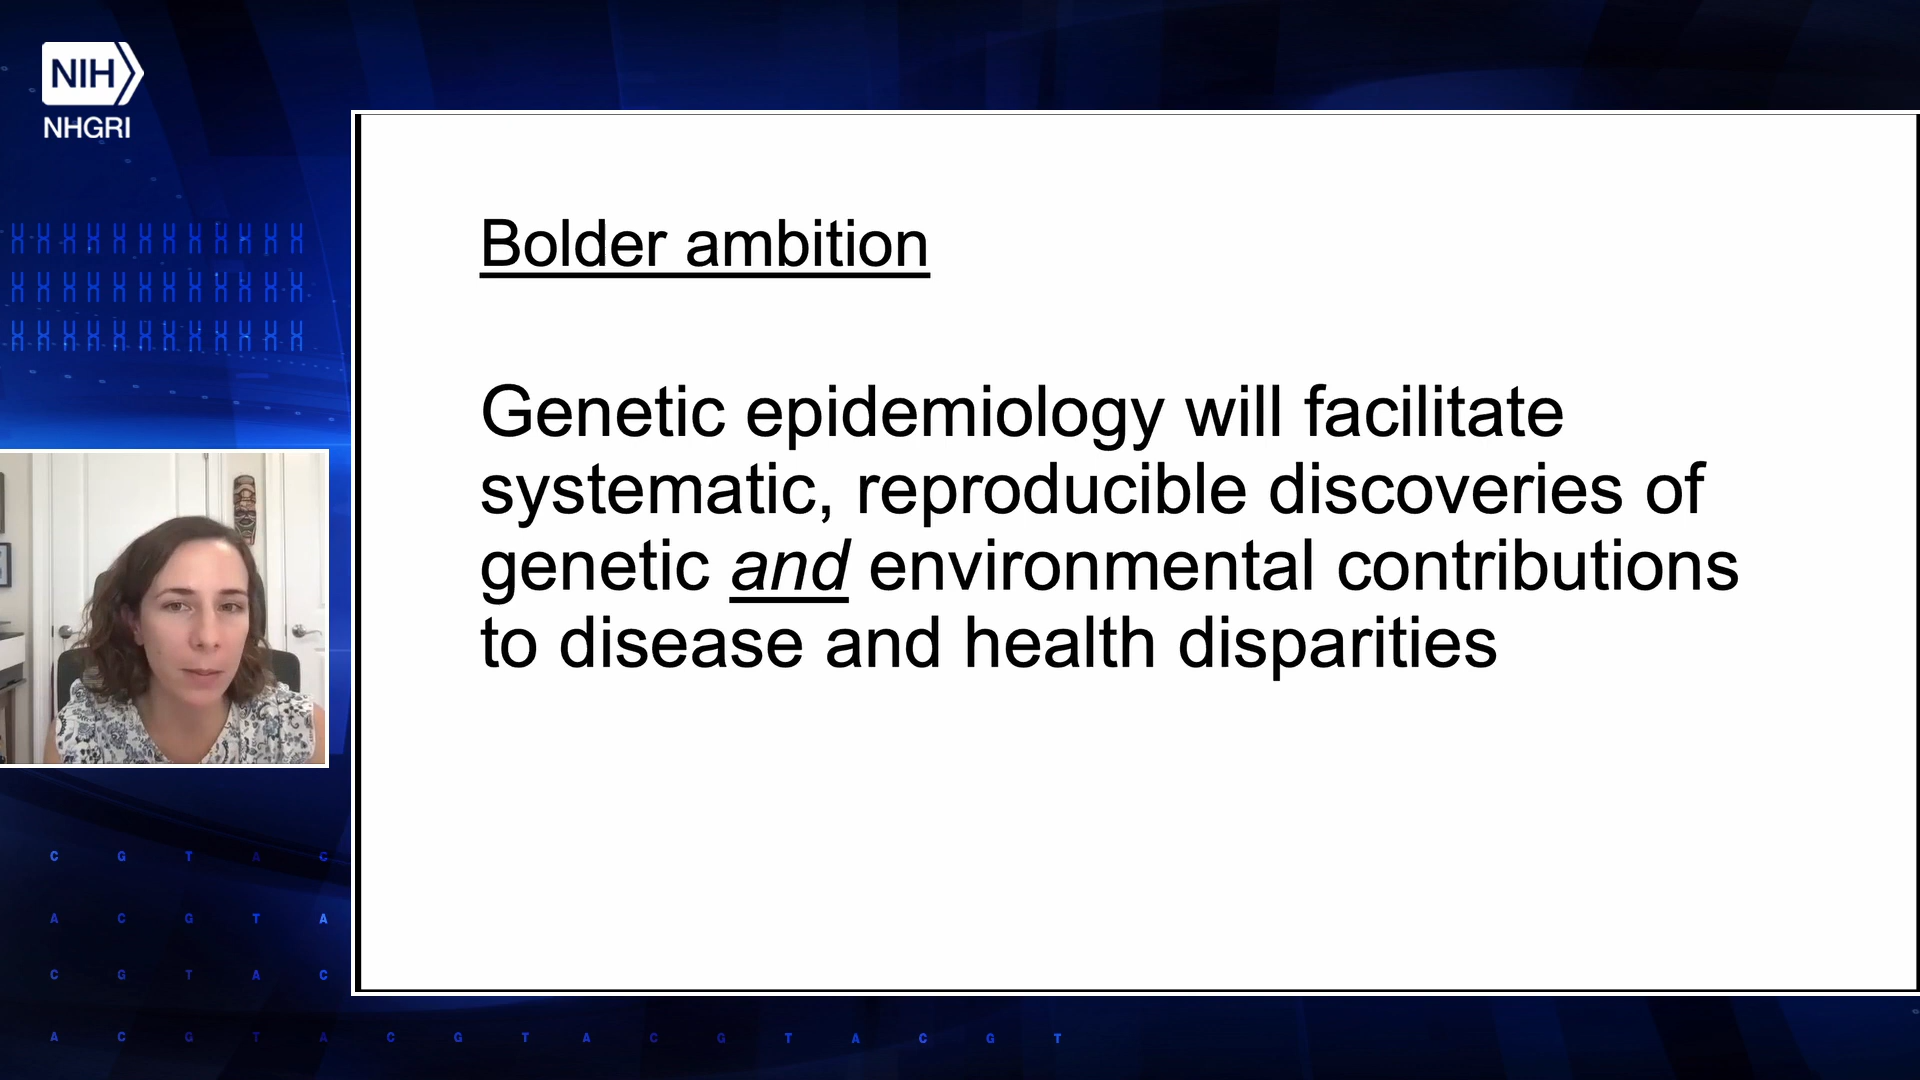 NIH
NHGRI
Bolder ambition
Genetic epidemiology will facilitate
systematic, reproducible discoveries of
genetic and environmental contributions
to disease and health disparities
C G T A C
A C G T A
C G T A C
A C G T A C G T A C G T A C G T